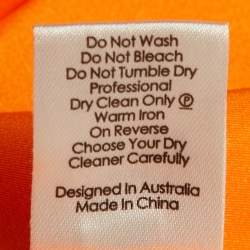 Do Not Wash
Do Not Bleach
Do Not Tumble Dry
Professional
Dry Clean Only Ⓟ
Warm Iron
On Reverse
Choose Your Dry
Cleaner Carefully
Designed In Australia
Made In China